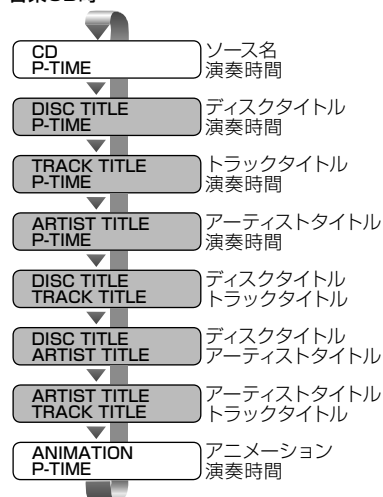 CD
P-TIME
ソース名
演奏時間
DISC TITLE
P-TIME
ディスクタイトル
演奏時間
TRACK TITLE
P-TIME
トラックタイトル
演奏時間
ARTIST TITLE
P-TIME
アーティストタイトル
演奏時間
DISC TITLE
TRACK TITLE
ディスクタイトル
トラックタイトル
DISC TITLE
ARTIST TITLE
ディスクタイトル
アーティストタイトル
ARTIST TITLE
TRACK TITLE
アーティストタイトル
トラックタイトル
ANIMATION
P-TIME
アニメーション
演奏時間